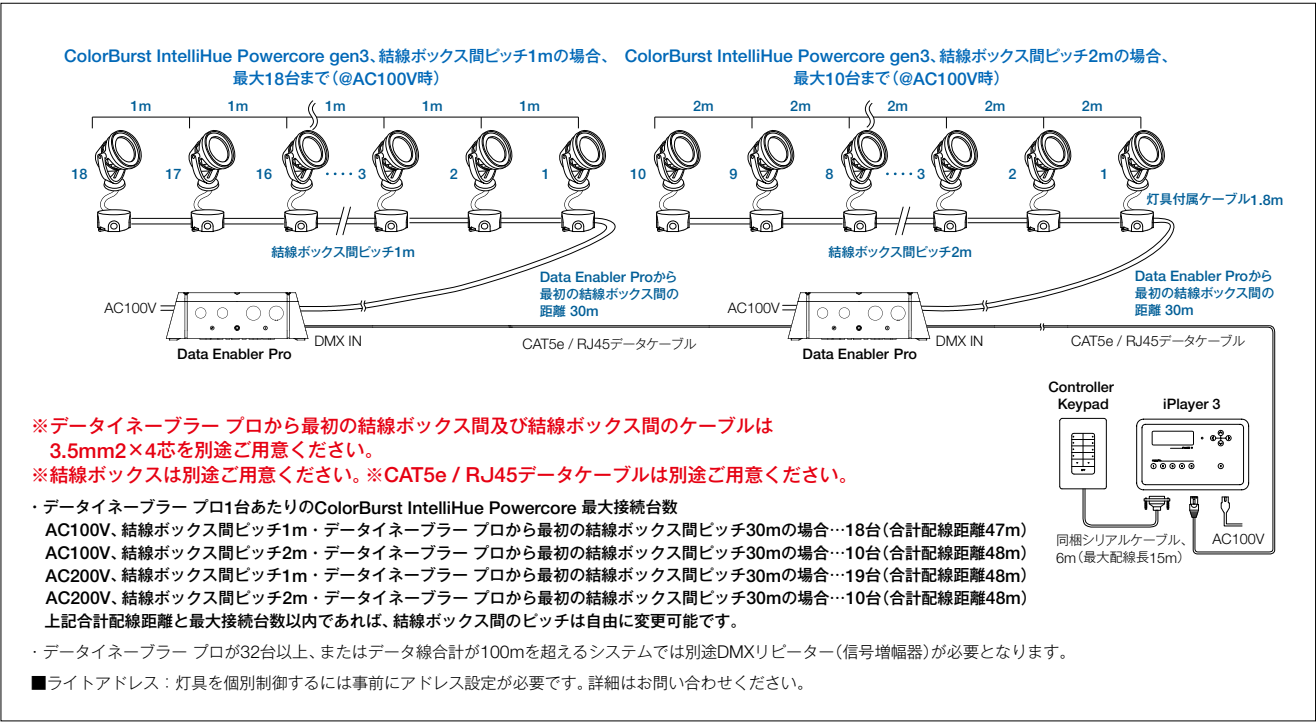 ColorBurst IntelliHue Powercore gen3、結線ボックス間ピッチ1mの場合、
最大18台まで（@AC100V時）
1m 1m 1m 1m 1m
18 17 16 ････ 3 2 1
結線ボックス間ピッチ1m
Data Enabler Proから
最初の結線ボックス間の
距離 30m
AC100V
DMX IN
Data Enabler Pro
CAT5e / RJ45データケーブル
ColorBurst IntelliHue Powercore gen3、結線ボックス間ピッチ2mの場合、
最大10台まで（@AC100V時）
2m 2m 2m 2m 2m
10 9 8 ････ 3 2 1
灯具付属ケーブル1.8m
結線ボックス間ピッチ2m
Data Enabler Proから
最初の結線ボックス間の
距離 30m
AC100V
DMX IN
Data Enabler Pro
CAT5e / RJ45データケーブル
Controller
Keypad
iPlayer 3
同梱シリアルケーブル、
6m（最大配線長15m）
AC100V
※データイネーブラー プロから最初の結線ボックス間及び結線ボックス間のケーブルは
3.5mm2×4芯を別途ご用意ください。
※結線ボックスは別途ご用意ください。※CAT5e / RJ45データケーブルは別途ご用意ください。
・データイネーブラー プロ1台あたりのColorBurst IntelliHue Powercore 最大接続台数
AC100V、結線ボックス間ピッチ1m・データイネーブラー プロから最初の結線ボックス間ピッチ30mの場合…18台（合計配線距離47m）
AC100V、結線ボックス間ピッチ2m・データイネーブラー プロから最初の結線ボックス間ピッチ30mの場合…10台（合計配線距離48m）
AC200V、結線ボックス間ピッチ1m・データイネーブラー プロから最初の結線ボックス間ピッチ30mの場合…19台（合計配線距離48m）
AC200V、結線ボックス間ピッチ2m・データイネーブラー プロから最初の結線ボックス間ピッチ30mの場合…10台（合計配線距離48m）
上記合計配線距離と最大接続台数以内であれば、結線ボックス間のピッチは自由に変更可能です。
・データイネーブラー プロが32台以上、またはデータ線合計が100mを超えるシステムでは別途DMXリピーター（信号増幅器）が必要となります。
■ライトアドレス：灯具を個別制御するには事前にアドレス設定が必要です。詳細はお問い合わせください。